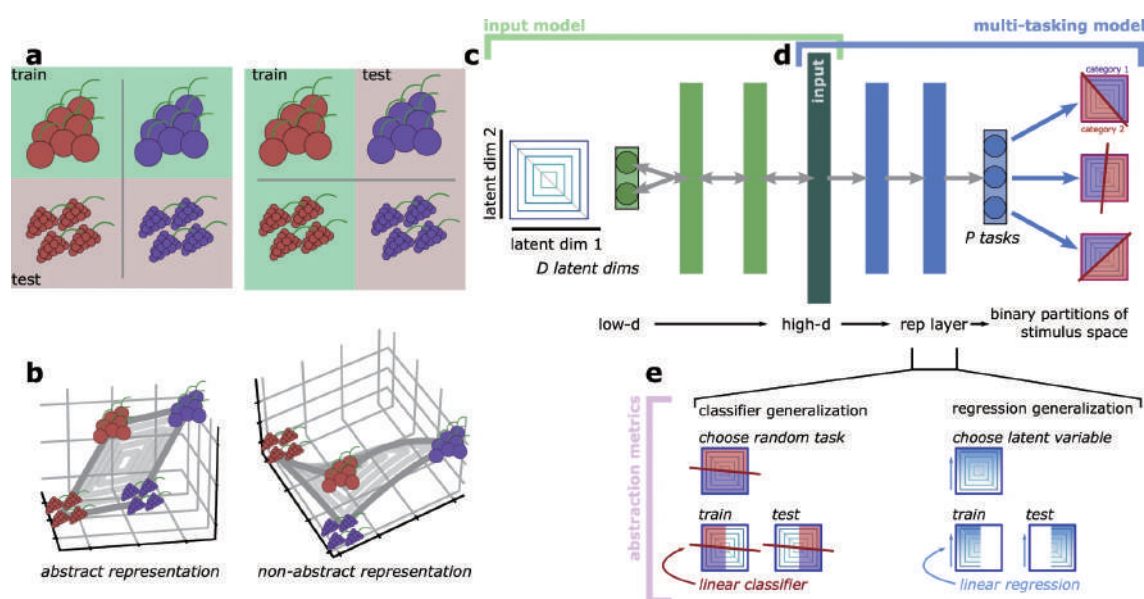 input model
multi-tasking model
a
train
test
train
test
c
latent dim 2
latent dim 1
D latent dims
input
d
category 1
category 2
P tasks
low-d
high-d
rep layer
binary partitions of
stimulus space
b
abstract representation
non-abstract representation
e
abstraction metrics
classifier generalization
choose random task
train
test
linear classifier
regression generalization
choose latent variable
train
test
linear regression